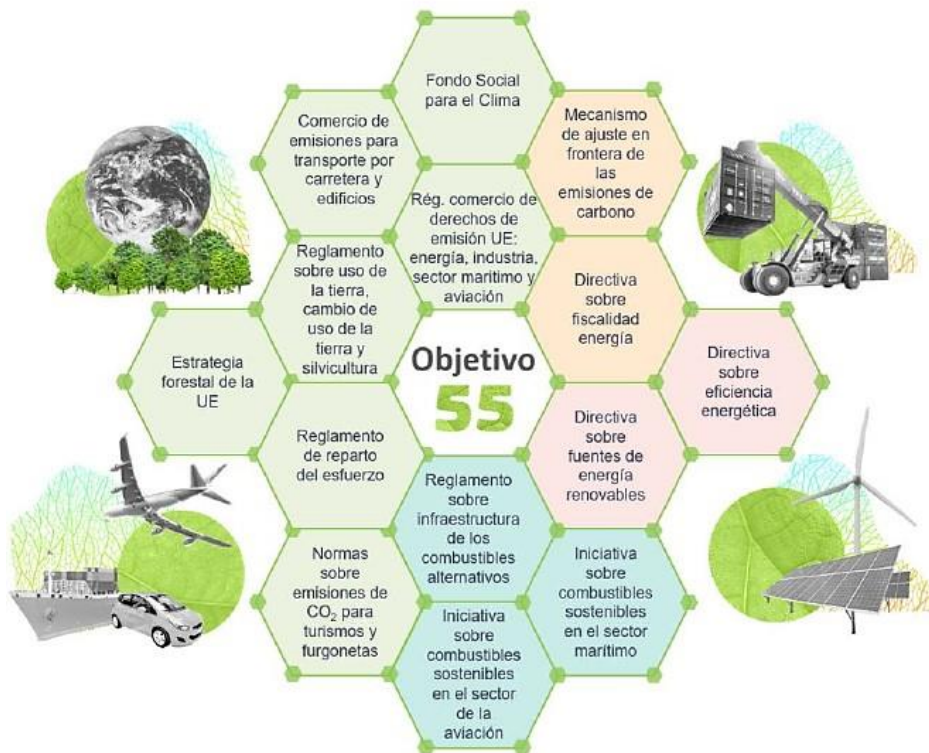 Fondo Social
para el Clima
Comercio de
emisiones para
transporte por
carretera y
edificios
Mecanismo
de ajuste en
frontera de
las
emisiones de
carbono
Rég. comercio de
derechos de
emisión UE:
energía, industria,
sector marítimo y
aviación
Reglamento
sobre uso de
la tierra,
cambio de
uso de la
tierra y
silvicultura
Directiva
sobre
fiscalidad
energía
Estrategia
forestal de la
UE
Objetivo
55
Directiva
sobre
eficiencia
energética
Reglamento
de reparto
del esfuerzo
Directiva
sobre
fuentes de
energía
renovables
Reglamento
sobre
infraestructura
de los
combustibles
alternativos
Normas
sobre
emisiones de
CO₂ para
turismos y
furgonetas
Iniciativa
sobre
combustibles
sostenibles
en el sector
marítimo
Iniciativa
sobre
combustibles
sostenibles
en el sector
de la
aviación